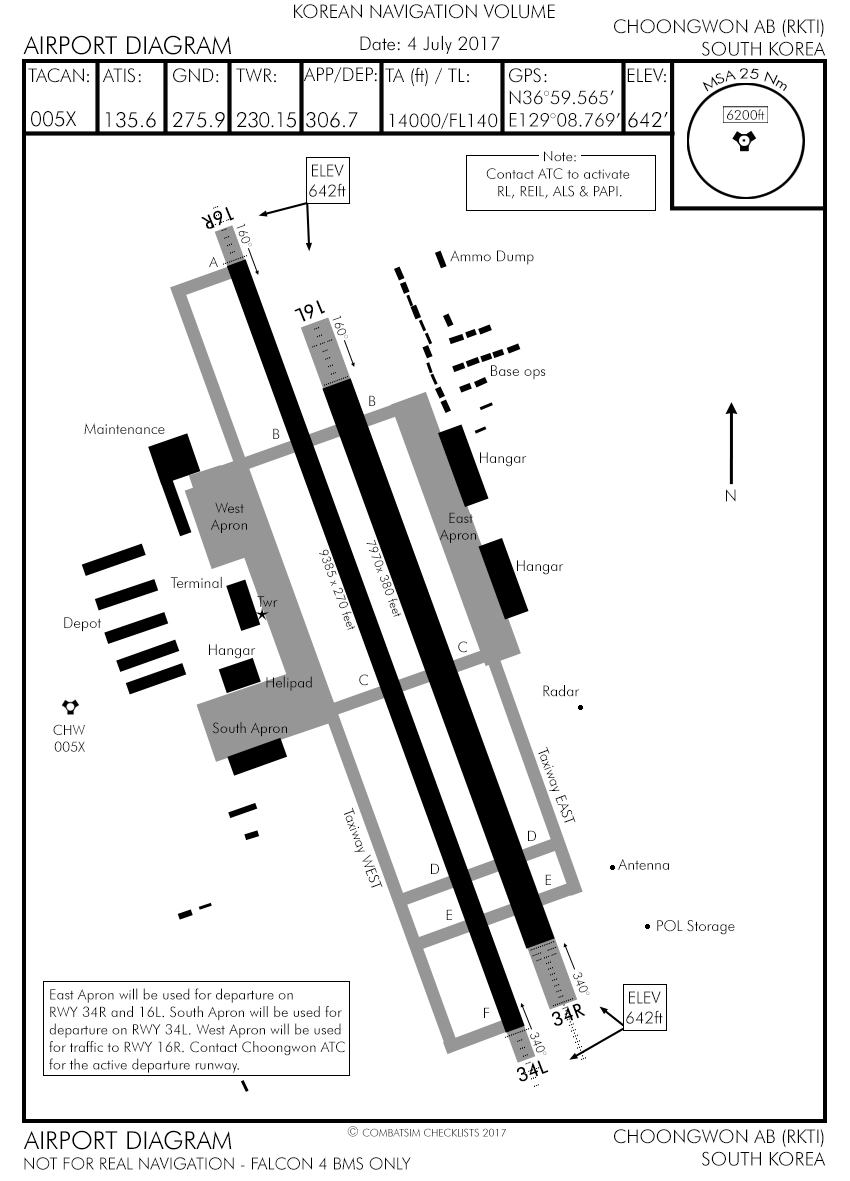 KOREAN NAVIGATION VOLUME
AIRPORT DIAGRAM
Date: 4 July 2017
CHOONGWON AB (RKTI)
SOUTH KOREA
TACAN:
005X
ATIS:
135.6
GND:
275.9
TWR:
230.15
APP/DEP:
306.7
TA (ft) / TL:
14000/FL140
GPS:
N36°59.565’
E129°08.769’
ELEV:
642’
MSA 25 Nm
6200ft
Note:
Contact ATC to activate
RL, REIL, ALS & PAPI.
ELEV
642ft
16R
160°
A
16L
160°
Ammo Dump
Base ops
B
B
Maintenance
Hangar
N
West
Apron
East
Apron
9385 x 270 feet
7970x 380 feet
Hangar
Terminal
Twr
Depot
Hangar
Helipad
C
C
Radar
CHW
005X
South Apron
Taxiway EAST
Taxiway WEST
D
D
Antenna
E
E
POL Storage
East Apron will be used for departure on
RWY 34R and 16L. South Apron will be used for
departure on RWY 34L. West Apron will be used
for traffic to RWY 16R. Contact Choongwon ATC
for the active departure runway.
F
340°
34R
340°
34L
ELEV
642ft
AIRPORT DIAGRAM
NOT FOR REAL NAVIGATION - FALCON 4 BMS ONLY
© COMBATSIM CHECKLISTS 2017
CHOONGWON AB (RKTI)
SOUTH KOREA